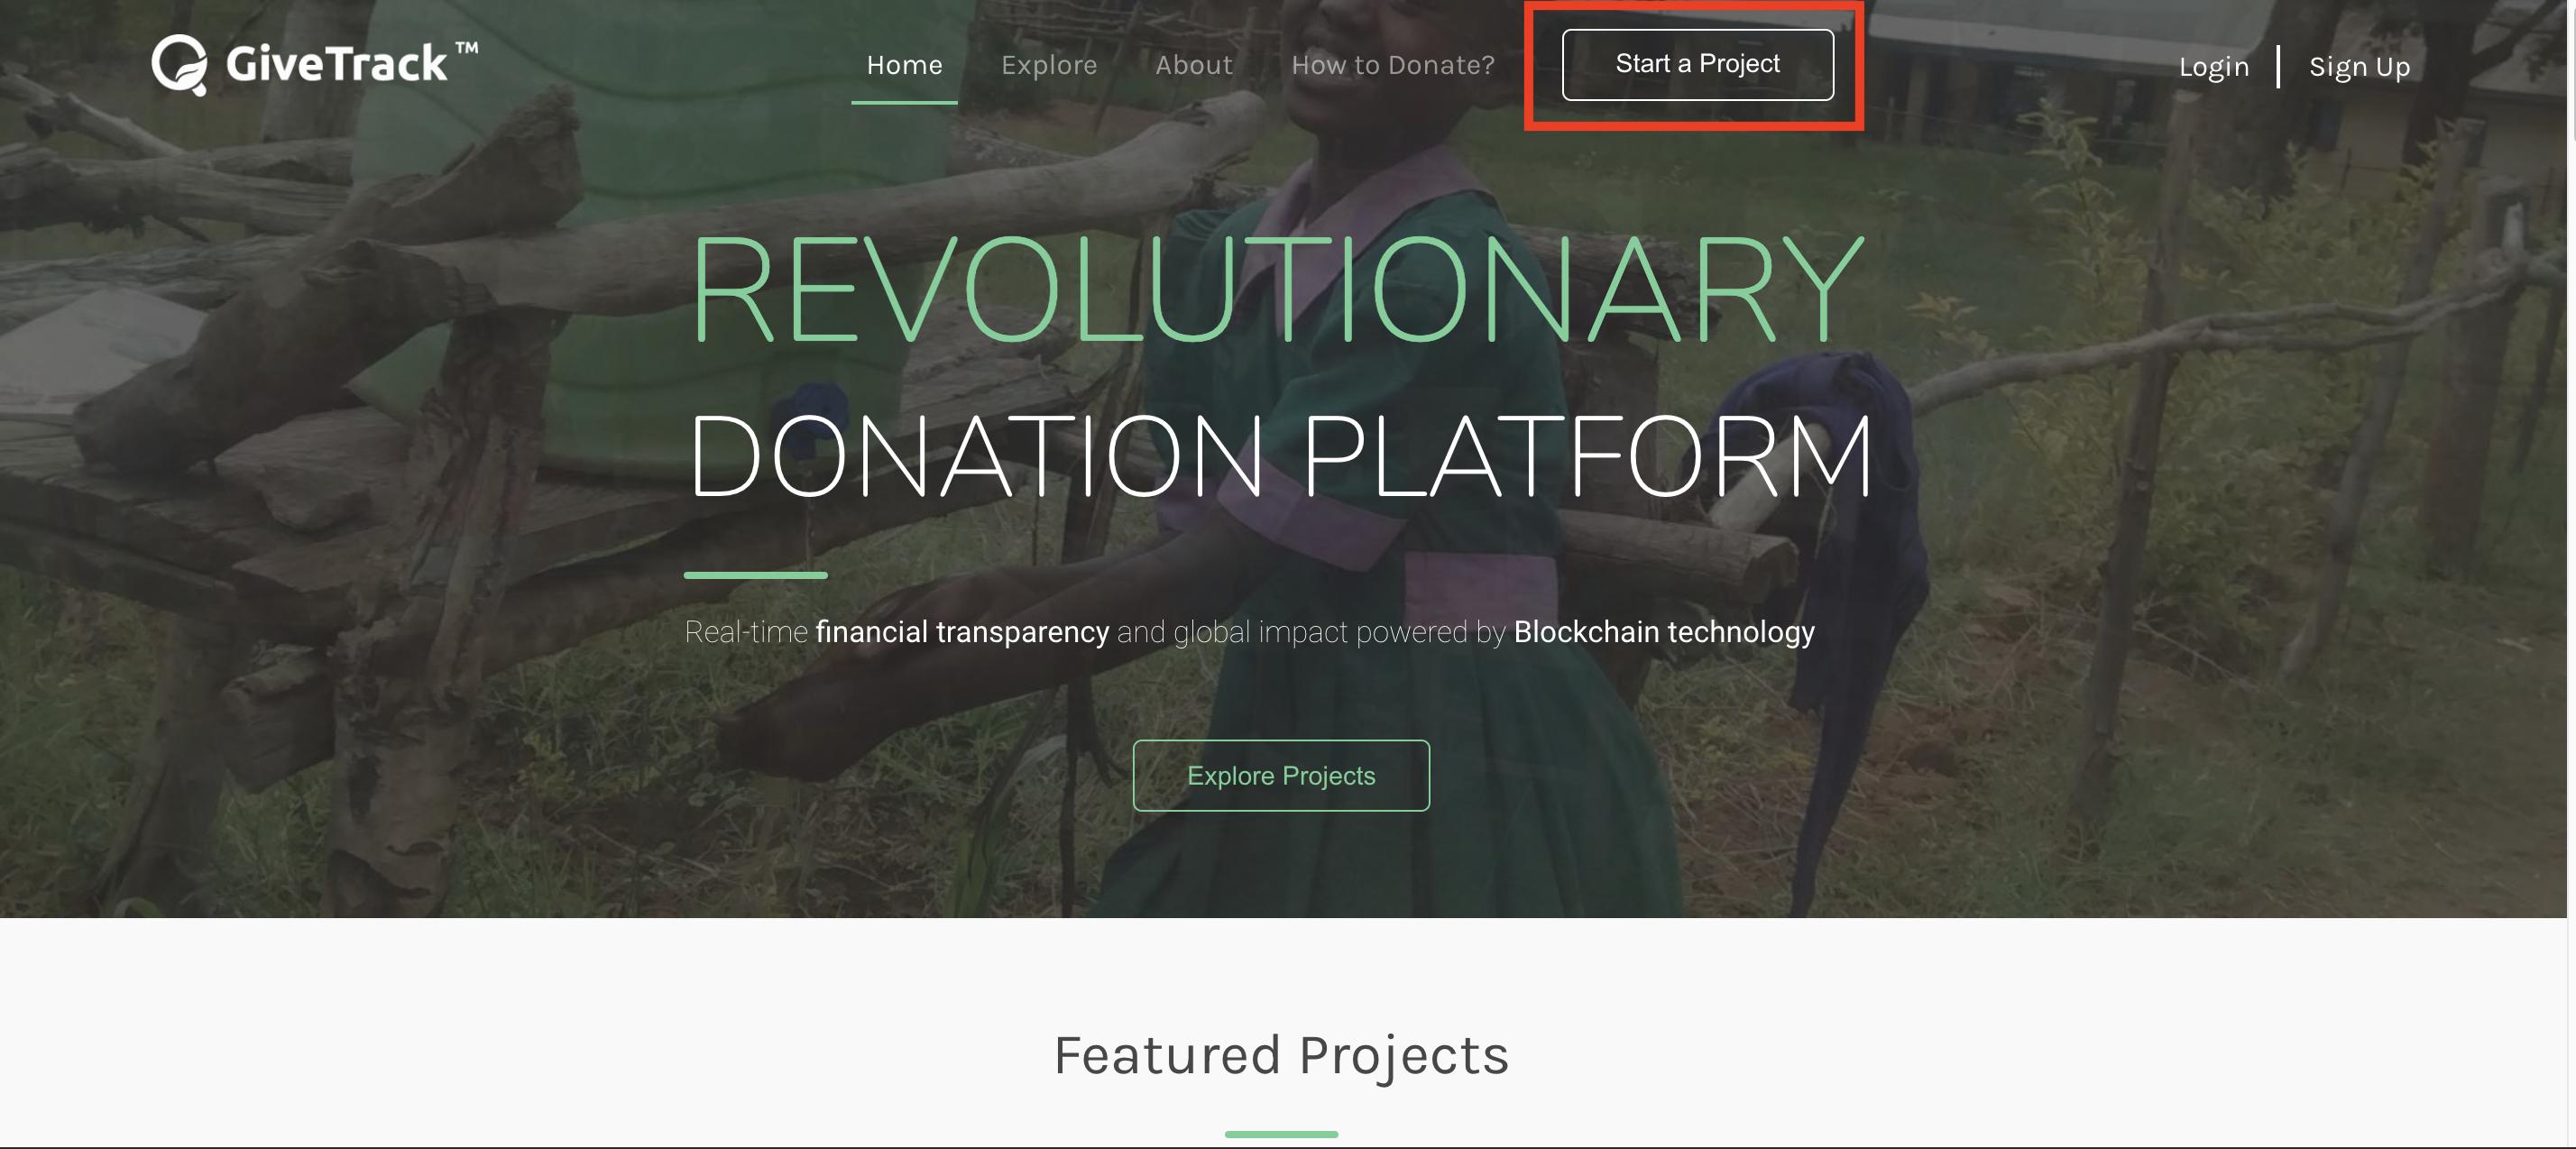 GiveTrack™
Home Explore About How to Donate? Start a Project Login Sign Up
REVOLUTIONARY
DONATION PLATFORM
Real-time financial transparency and global impact powered by Blockchain technology
Explore Projects
Featured Projects